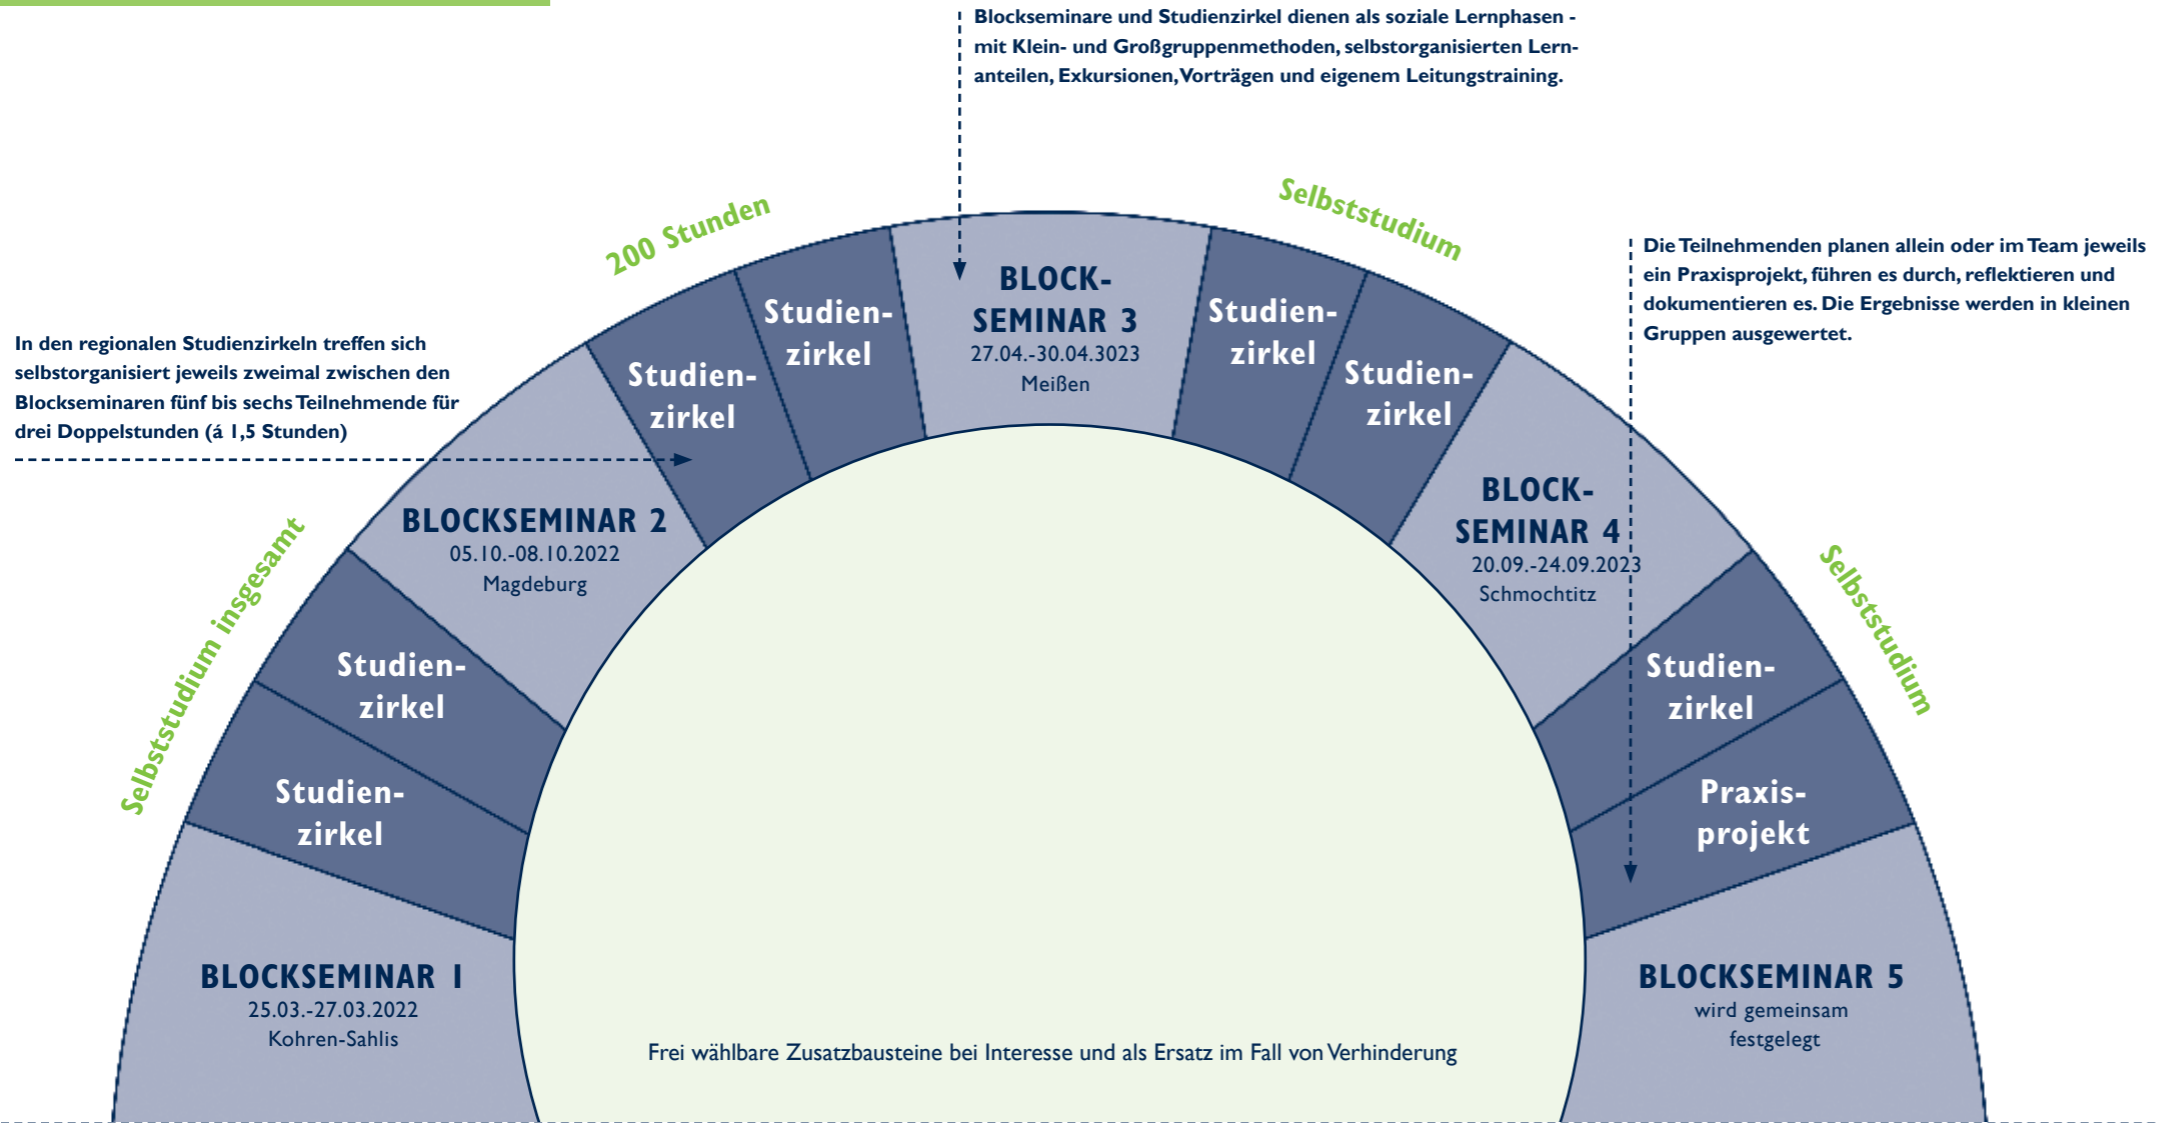 Blockseminare und Studienzirkel dienen als soziale Lernphasen -
mit Klein- und Großgruppenmethoden, selbstorganisierten Lern-
anteilen, Exkursionen, Vorträgen und eigenem Leitungstraining.
Die Teilnehmenden planen allein oder im Team jeweils
ein Praxisprojekt, führen es durch, reflektieren und
dokumentieren es. Die Ergebnisse werden in kleinen
Gruppen ausgewertet.
In den regionalen Studienzirkeln treffen sich
selbstorganisiert jeweils zweimal zwischen den
Blockseminaren fünf bis sechs Teilnehmende für
drei Doppelstunden (á 1,5 Stunden)
Selbststudium insgesamt
200 Stunden
Selbststudium
Selbststudium
BLOCKSEMINAR 1
25.03.-27.03.2022
Kohren-Sahlis
Studien-
zirkel
Studien-
zirkel
BLOCKSEMINAR 2
05.10.-08.10.2022
Magdeburg
Studien-
zirkel
Studien-
zirkel
BLOCK-
SEMINAR 3
27.04.-30.04.3023
Meißen
Studien-
zirkel
Studien-
zirkel
BLOCK-
SEMINAR 4
20.09.-24.09.2023
Schmochtitz
Studien-
zirkel
Praxis-
projekt
BLOCKSEMINAR 5
wird gemeinsam
festgelegt
Frei wählbare Zusatzbausteine bei Interesse und als Ersatz im Fall von Verhinderung